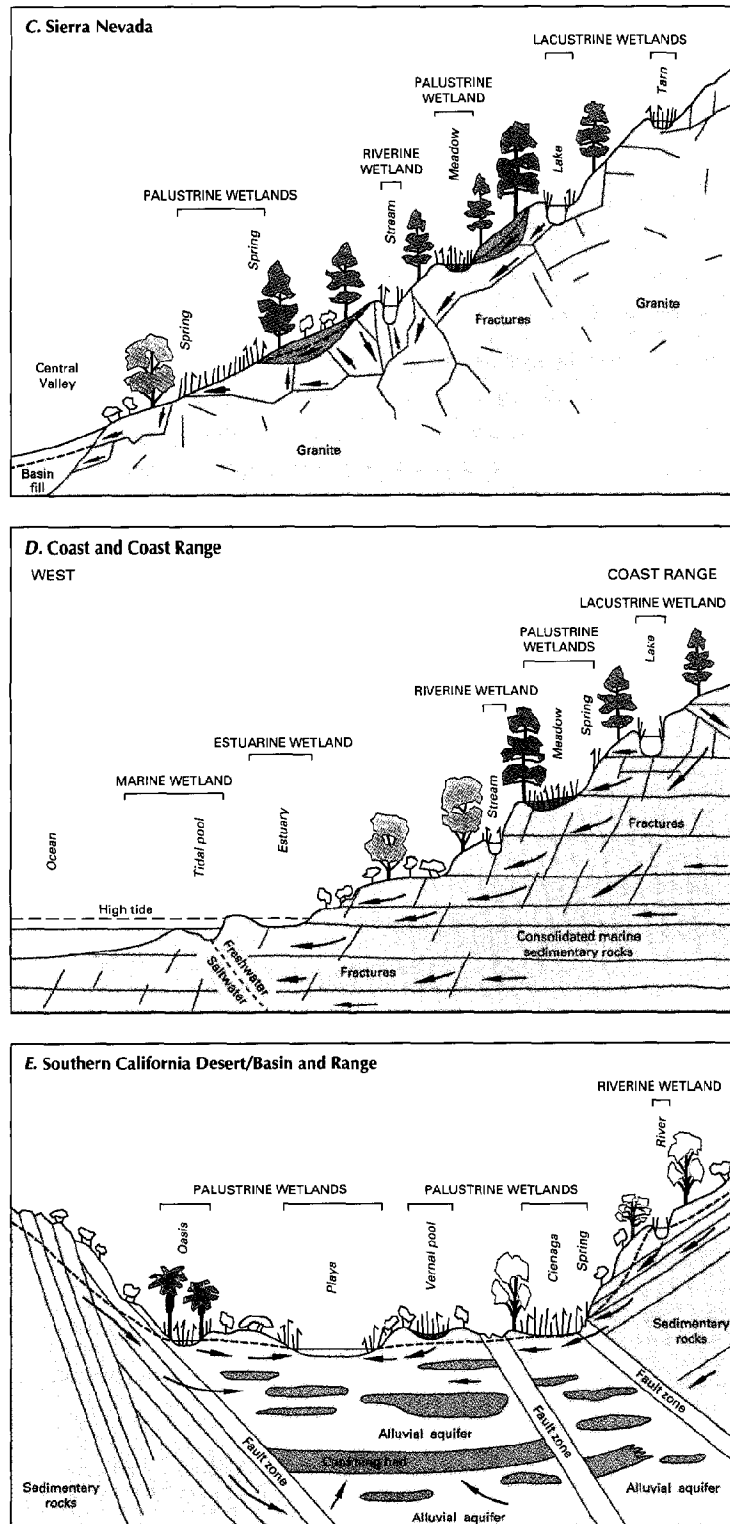 C. Sierra Nevada
LACUSTRINE WETLANDS
Tarn
PALUSTRINE
WETLAND
Lake
Meadow
RIVERINE
WETLAND
Stream
PALUSTRINE WETLANDS
Spring
Spring
Granite
Fractures
Central
Valley
Granite
Basin
fill
D. Coast and Coast Range
WEST
COAST RANGE
LACUSTRINE WETLAND
Lake
PALUSTRINE
WETLANDS
Meadow
Spring
RIVERINE WETLAND
Stream
ESTUARINE WETLAND
Estuary
MARINE WETLAND
Tidal pool
Ocean
Fractures
High tide
Consolidated marine
sedimentary rocks
Freshwater
Saltwater
Fractures
E. Southern California Desert/Basin and Range
RIVERINE WETLAND
River
PALUSTRINE WETLANDS
PALUSTRINE WETLANDS
Oasis
Playa
Vernal pool
Cienaga
Spring
Sedimentary
rocks
Fault zone
Alluvial aquifer
Fault zone
Fault zone
Confining bed
Sedimentary
rocks
Alluvial aquifer
Alluvial aquifer